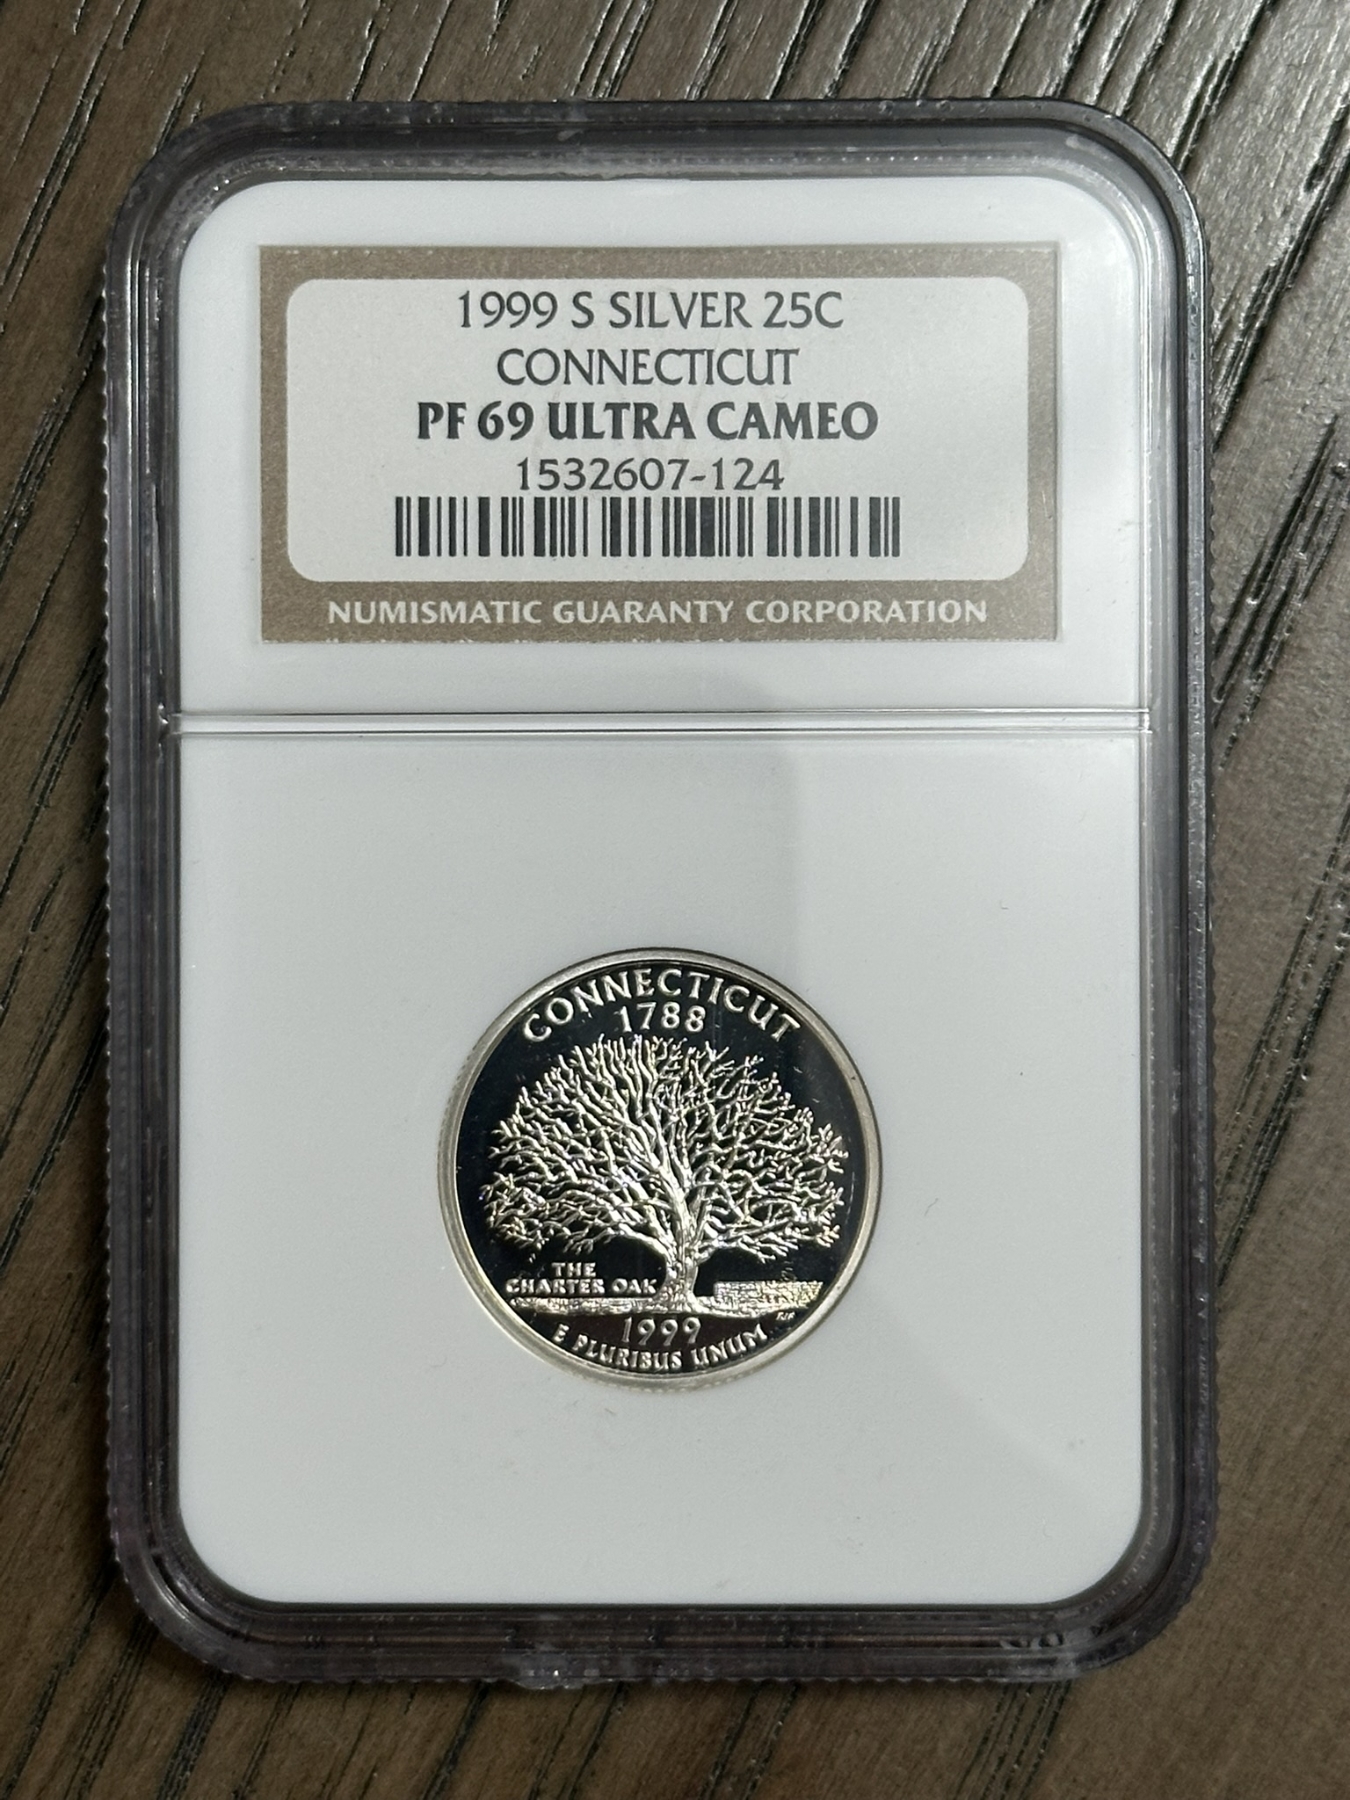 1999 S SILVER 25C
CONNECTICUT
PF 69 ULTRA CAMEO
1532607-124
NUMISMATIC GUARANTY CORPORATION
CONNECTICUT
1788
THE
CHARTER OAK
1999
E PLURIBUS UNUM